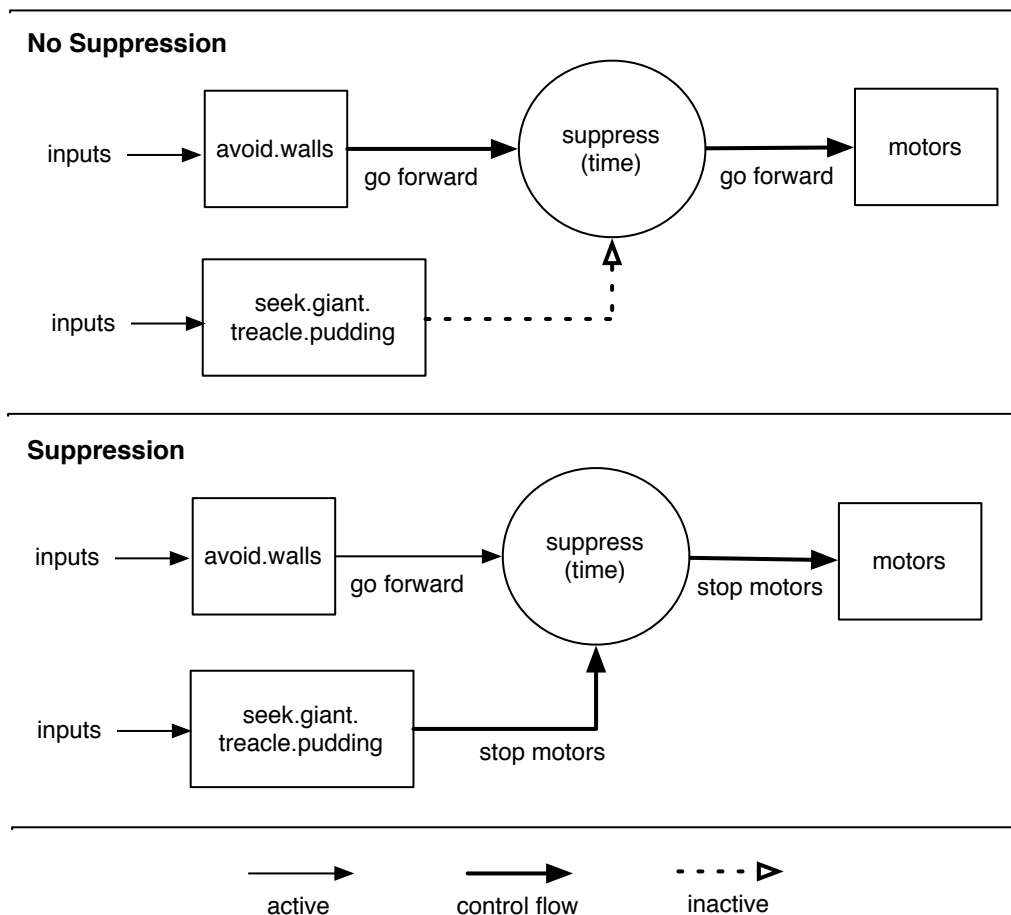 No Suppression
inputs
avoid.walls
go forward
suppress
(time)
go forward
motors
inputs
seek.giant.
treacle.pudding
Suppression
inputs
avoid.walls
go forward
suppress
(time)
stop motors
motors
inputs
seek.giant.
treacle.pudding
stop motors
active
control flow
inactive